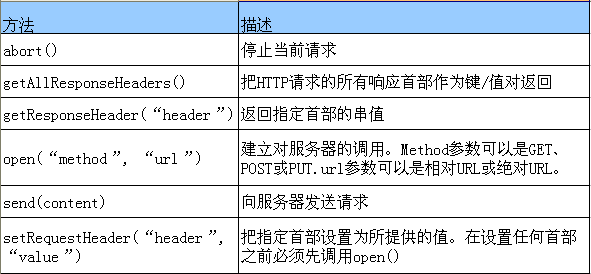 方法 描述
abort() 停止当前请求
getAllResponseHeaders() 把HTTP请求的所有响应首部作为键/值对返回
getResponseHeader(“header”) 返回指定首部的串值
open(“method”, “url”) 建立对服务器的调用。Method参数可以是GET、
POST或PUT.url参数可以是相对URL或绝对URL。
send(content) 向服务器发送请求
setRequestHeader(“header”, 把指定首部设置为所提供的值。在设置任何首部
“value”) 之前必须先调用open()